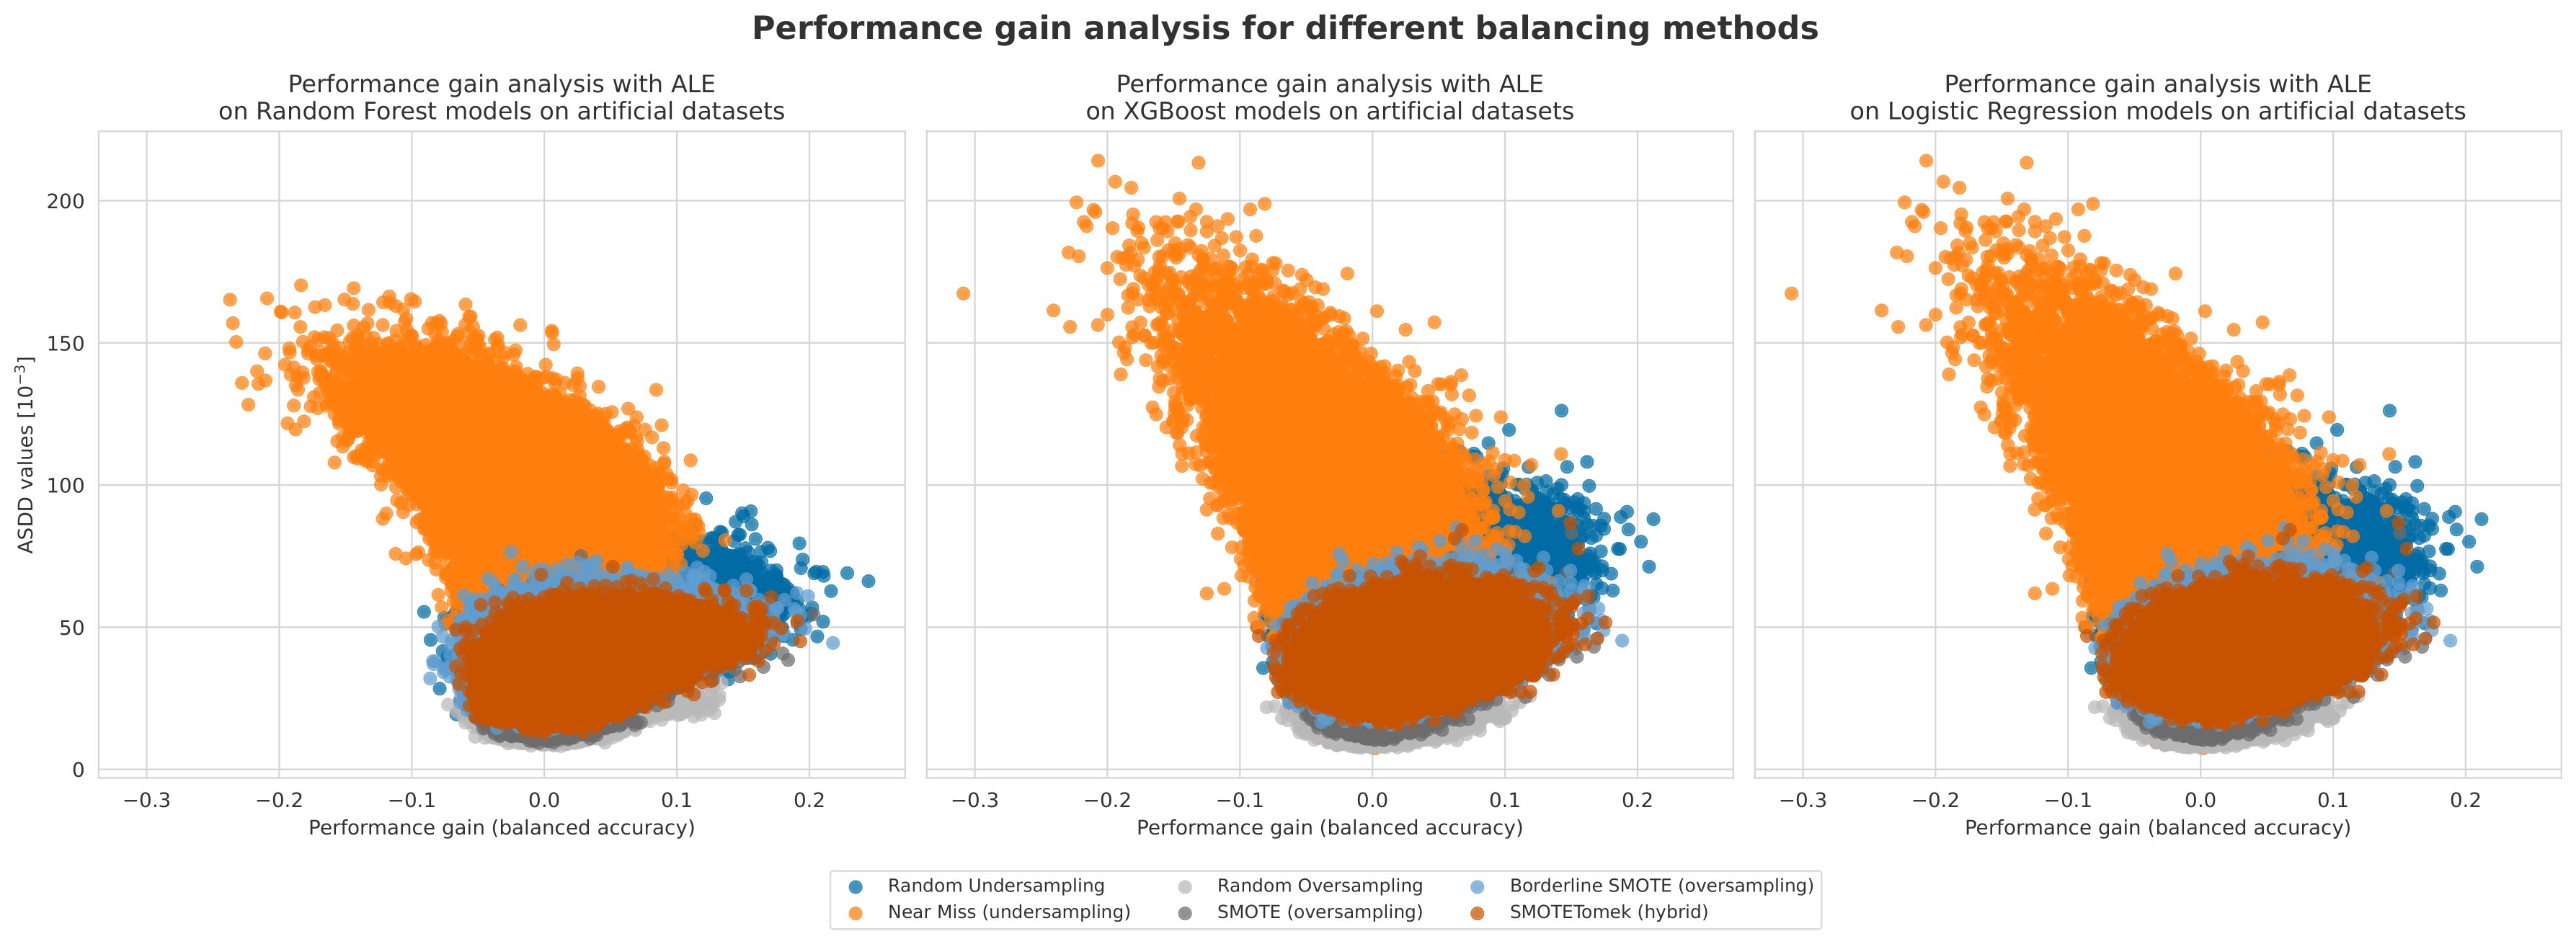 Performance gain analysis for different balancing methods
Performance gain analysis with ALE
on Random Forest models on artificial datasets
Performance gain analysis with ALE
on XGBoost models on artificial datasets
Performance gain analysis with ALE
on Logistic Regression models on artificial datasets
ASDD values [10⁻³]
200
150
100
50
0
−0.3 −0.2 −0.1 0.0 0.1 0.2
−0.3 −0.2 −0.1 0.0 0.1 0.2
−0.3 −0.2 −0.1 0.0 0.1 0.2
Performance gain (balanced accuracy)
Performance gain (balanced accuracy)
Performance gain (balanced accuracy)
Random Undersampling
Near Miss (undersampling)
Random Oversampling
SMOTE (oversampling)
Borderline SMOTE (oversampling)
SMOTETomek (hybrid)